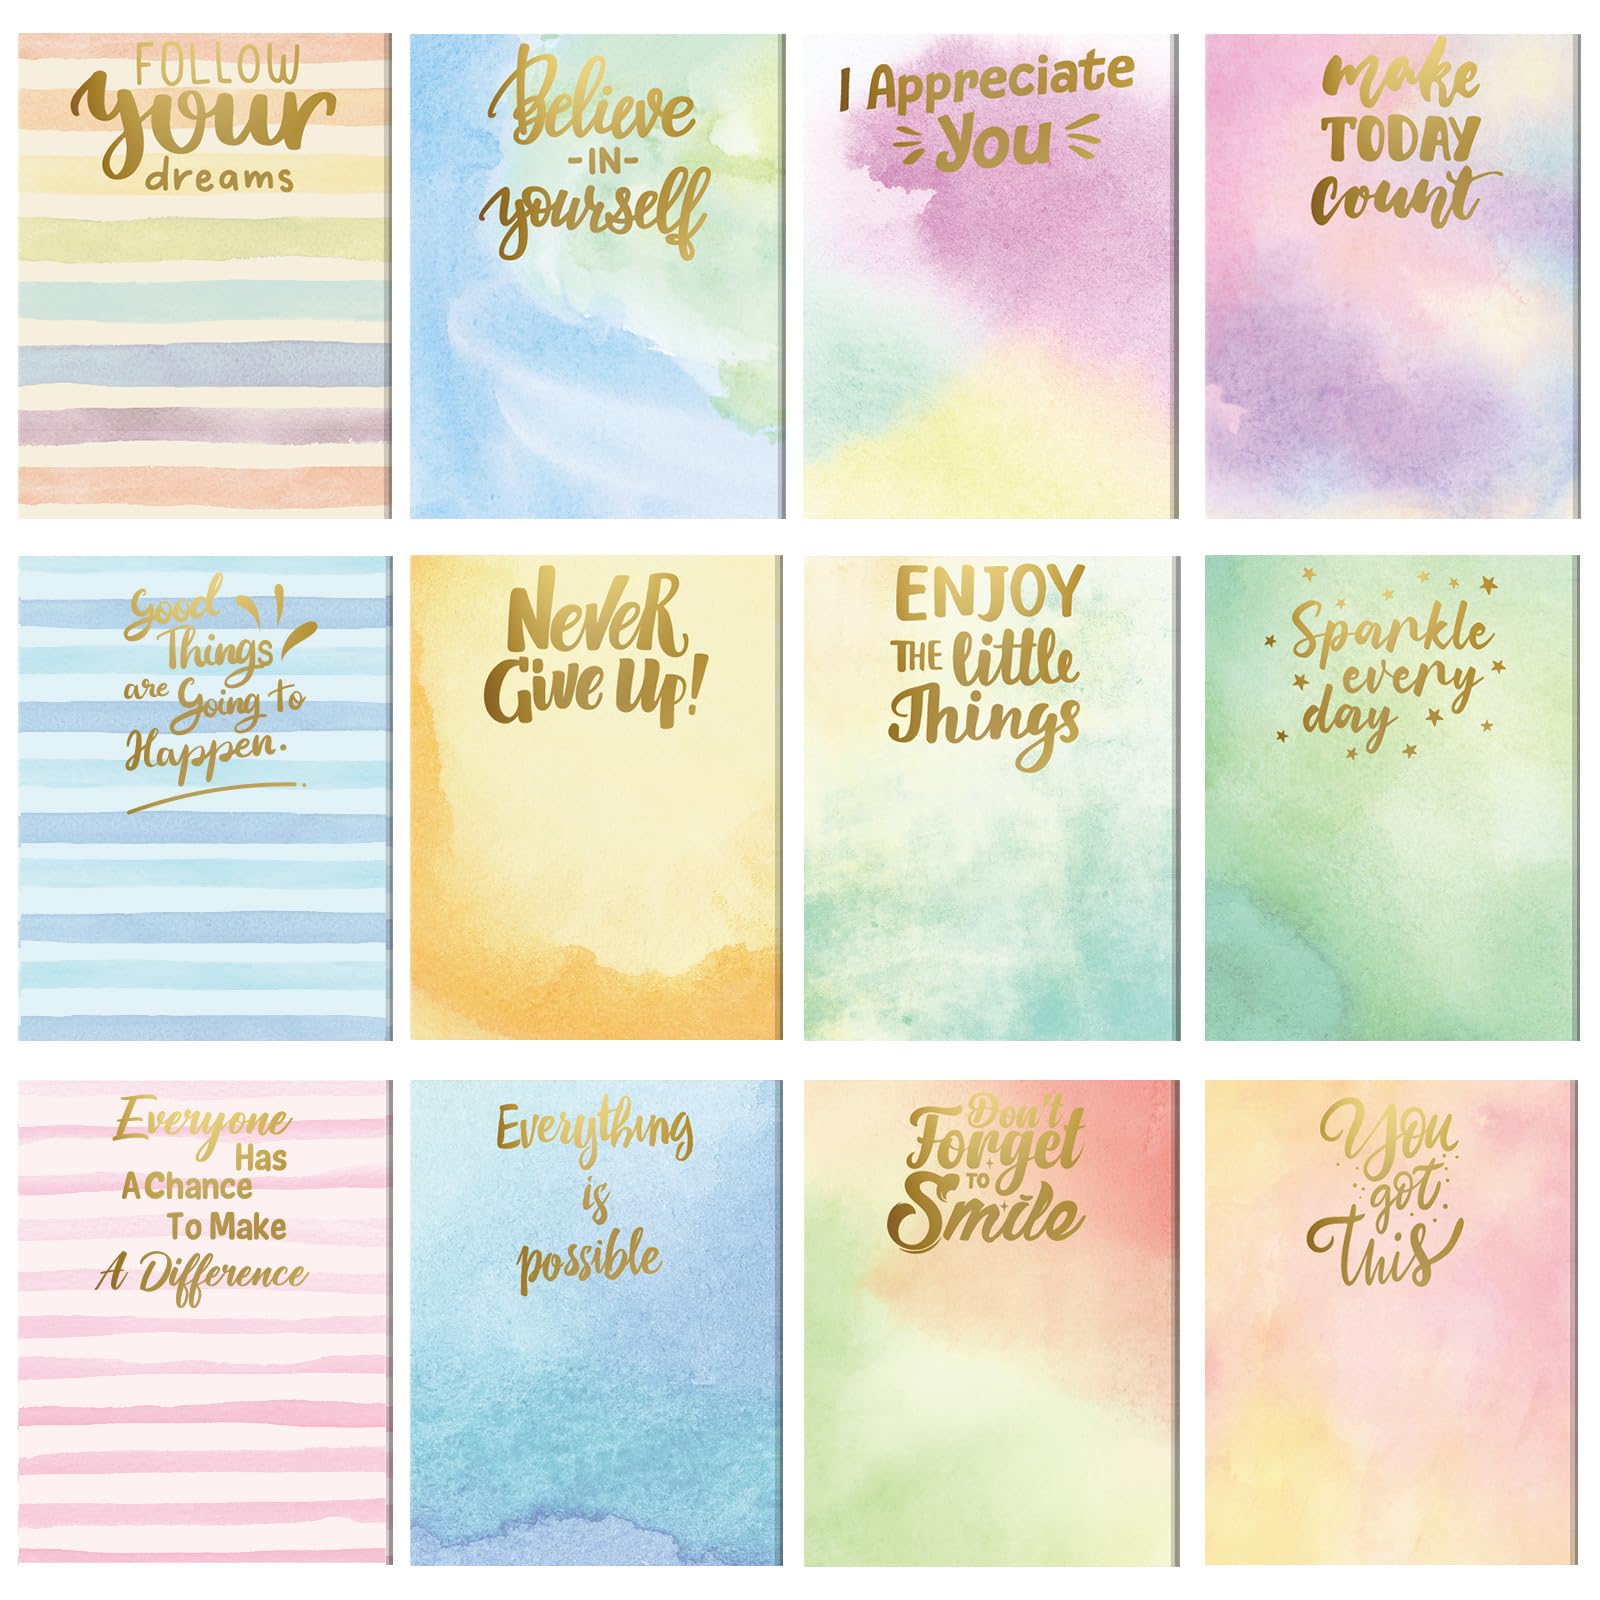 FOLLOW
your
dreams
Believe
-IN-
yourself
I Appreciate
You
make
TODAY
count
Good
Things
are Going to
Happen.
NeveR
Give Up!
ENJOY
THE little
Things
Sparkle
every
day
Everyone
Has
A Chance
To Make
A Difference
Everything
is
possible
Don't
Forget
TO
Smile
You
got
This